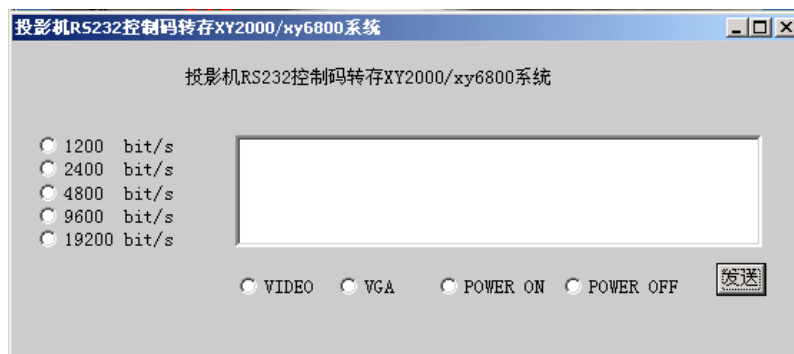 投影机RS232控制码转存XY2000/xy6800系统
投影机RS232控制码转存XY2000/xy6800系统
1200 bit/s
2400 bit/s
4800 bit/s
9600 bit/s
19200 bit/s
VIDEO VGA POWER ON POWER OFF 发送